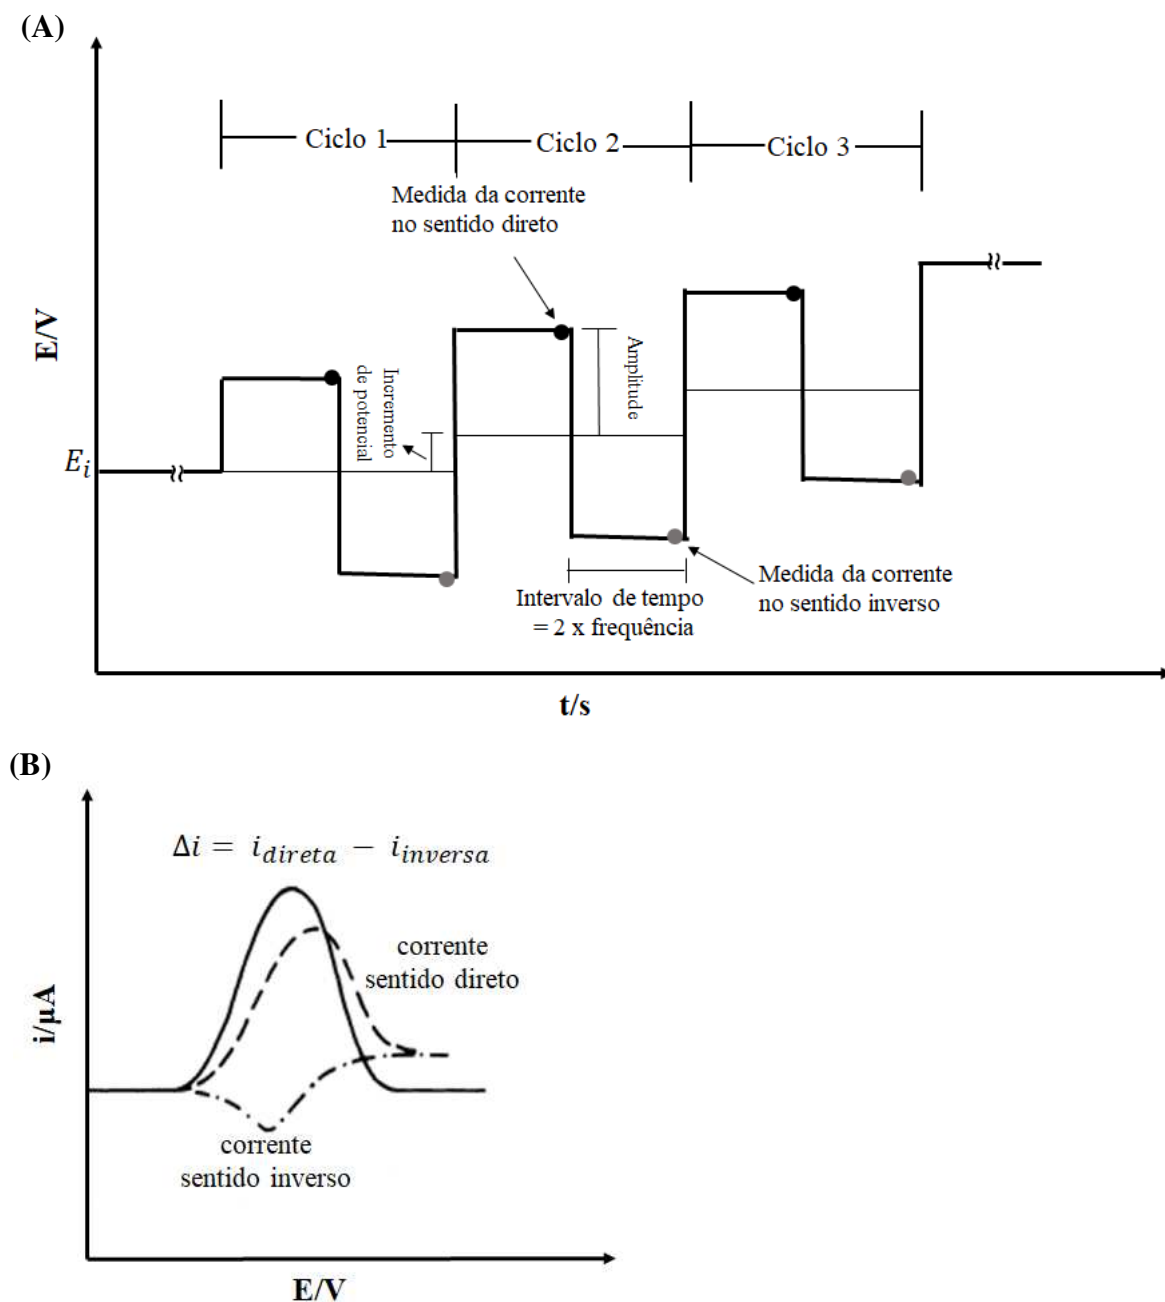 (A)
Ciclo 1
Ciclo 2
Ciclo 3
Medida da corrente
no sentido direto
E/V
Incremento
de potencial
Amplitude
E_i
Medida da corrente
no sentido inverso
Intervalo de tempo
= 2 x frequência
t/s
(B)
Δi = i_direta − i_inversa
corrente
sentido direto
i/μA
corrente
sentido inverso
E/V